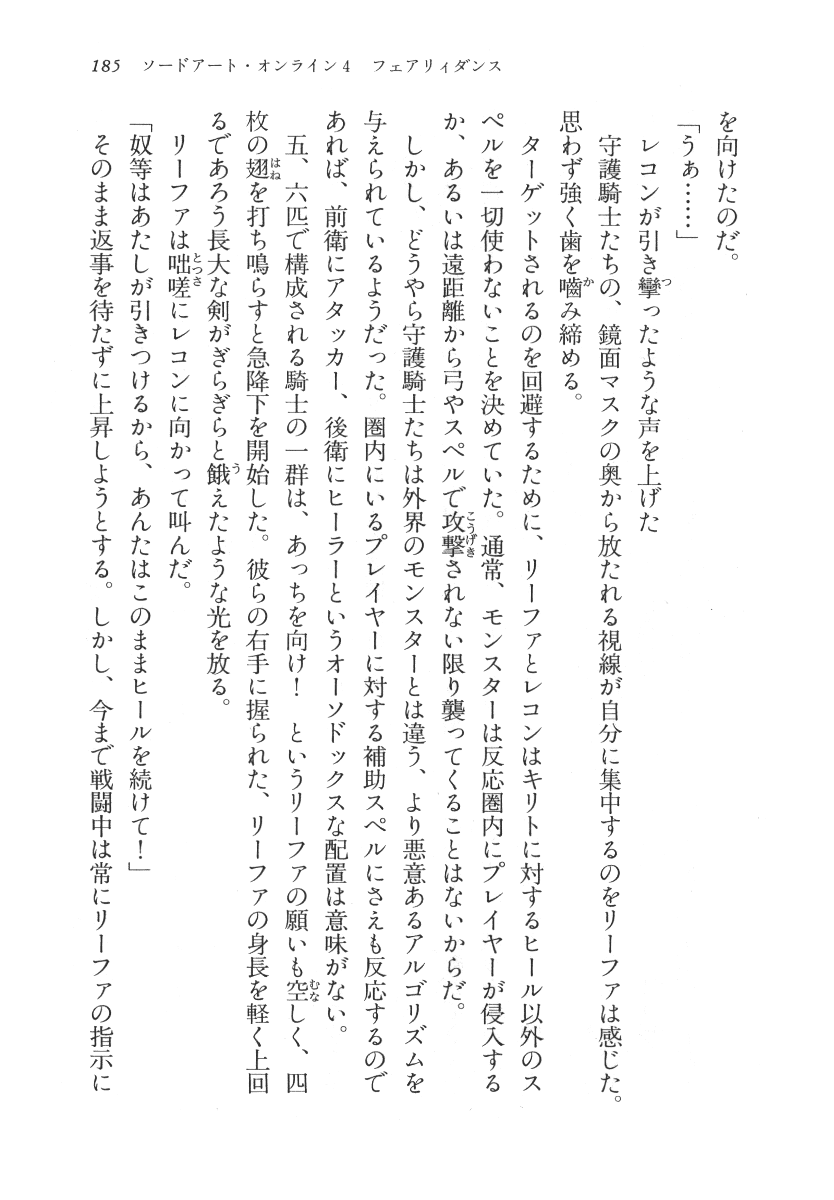 185　ソードアート・オンライン4　フェアリィダンス
を向けたのだ。
「うぁ……」
　レコンが引き攣ったような声を上げた
　守護騎士たちの、鏡面マスクの奥から放たれる視線が自分に集中するのをリーファは感じた。
思わず強く歯を嚙み締める。
　ターゲットされるのを回避するために、リーファとレコンはキリトに対するヒール以外のス
ペルを一切使わないことを決めていた。通常、モンスターは反応圏内にプレイヤーが侵入する
か、あるいは遠距離から弓やスペルで攻撃されない限り襲ってくることはないからだ。
　しかし、どうやら守護騎士たちは外界のモンスターとは違う、より悪意あるアルゴリズムを
与えられているようだった。圏内にいるプレイヤーに対する補助スペルにさえも反応するので
あれば、前衛にアタッカー、後衛にヒーラーというオーソドックスな配置は意味がない。
　五、六匹で構成される騎士の一群は、あっちを向け！　というリーファの願いも空しく、四
枚の翅を打ち鳴らすと急降下を開始した。彼らの右手に握られた、リーファの身長を軽く上回
るであろう長大な剣がぎらぎらと餓えたような光を放る。
　リーファは咄嗟にレコンに向かって叫んだ。
「奴等はあたしが引きつけるから、あんたはこのままヒールを続けて！」
　そのまま返事を待たずに上昇しようとする。しかし、今まで戦闘中は常にリーファの指示に